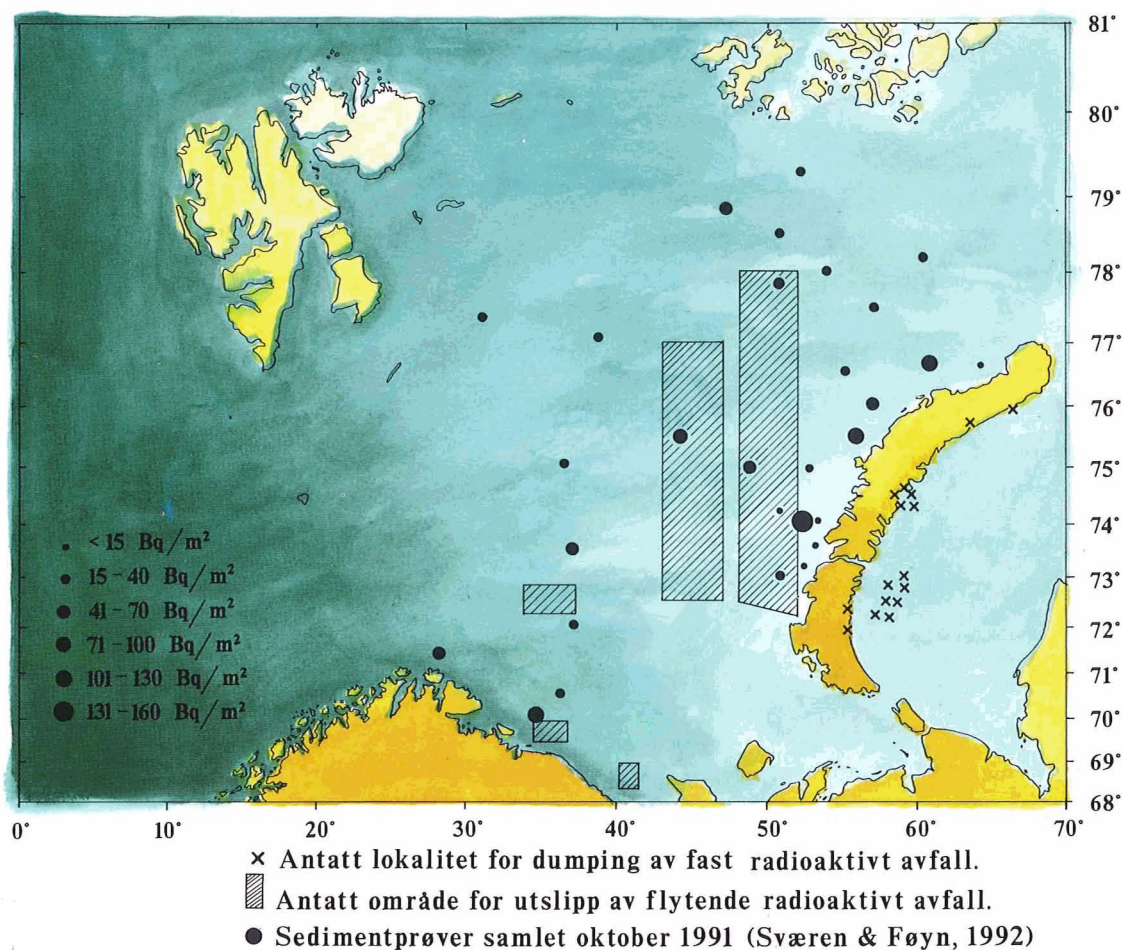 81°
80°
79°
78°
77°
76°
75°
74°
73°
72°
71°
70°
69°
68°
< 15 Bq/m²
15-40 Bq/m²
41-70 Bq/m²
71-100 Bq/m²
101-130 Bq/m²
131-160 Bq/m²
0° 10° 20° 30° 40° 50° 60° 70°
× Antatt lokalitet for dumping av fast radioaktivt avfall.
Antatt område for utslipp av flytende radioaktivt avfall.
Sedimentprøver samlet oktober 1991 (Sværen & Føyn, 1992)